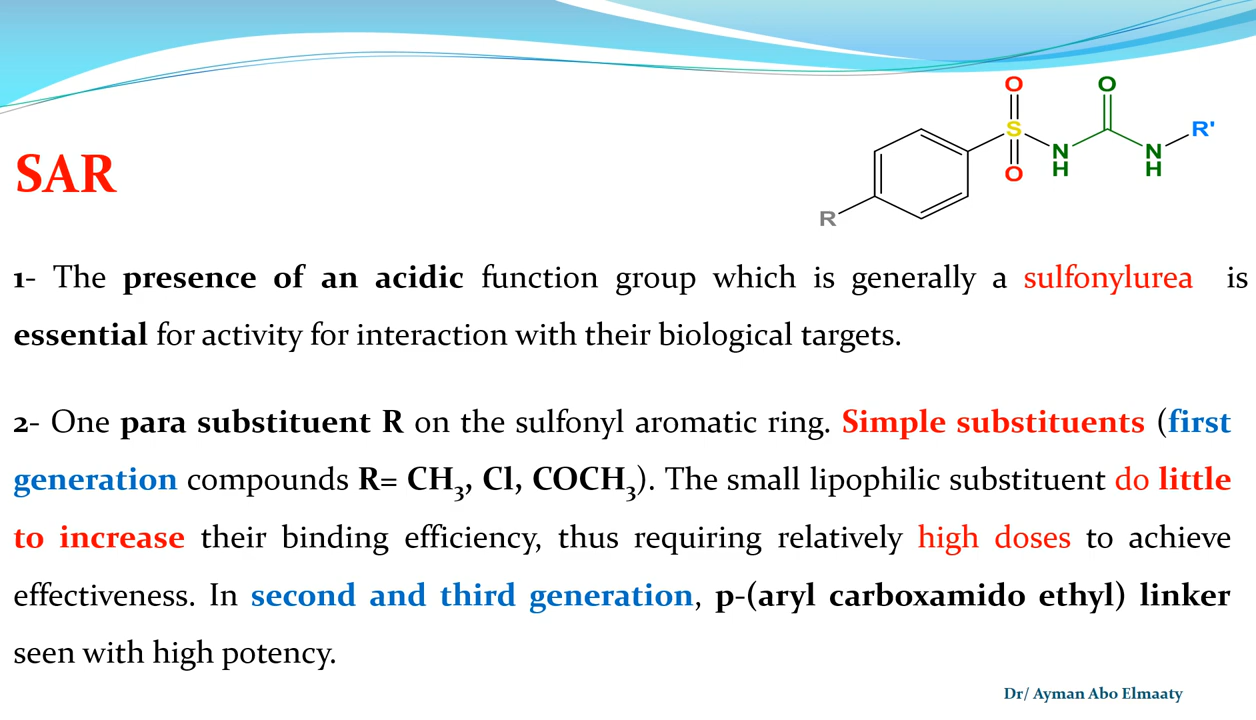 O O
S R'
N N
H H
O
R
SAR
1- The presence of an acidic function group which is generally a sulfonylurea is
essential for activity for interaction with their biological targets.
2- One para substituent R on the sulfonyl aromatic ring. Simple substituents (first
generation compounds R= CH₃, Cl, COCH₃). The small lipophilic substituent do little
to increase their binding efficiency, thus requiring relatively high doses to achieve
effectiveness. In second and third generation, p-(aryl carboxamido ethyl) linker
seen with high potency.
Dr/ Ayman Abo Elmaaty